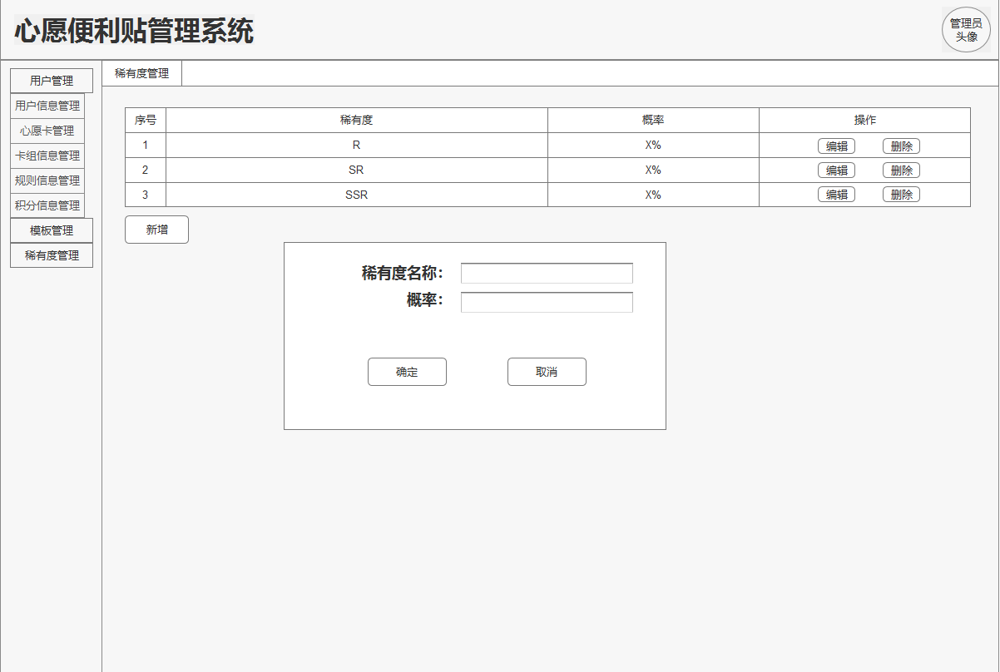 心愿便利贴管理系统
管理员
头像
用户管理
用户信息管理
心愿卡管理
卡组信息管理
规则信息管理
积分信息管理
模板管理
稀有度管理
稀有度管理
序号 稀有度 概率 操作
1 R X% 编辑 删除
2 SR X% 编辑 删除
3 SSR X% 编辑 删除
新增
稀有度名称：
概率：
确定 取消